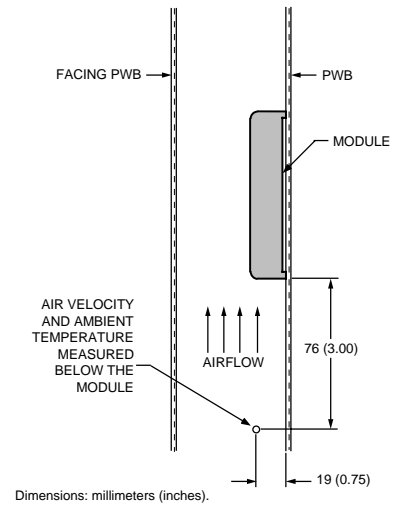 FACING PWB
PWB
MODULE
AIR VELOCITY
AND AMBIENT
TEMPERATURE
MEASURED
BELOW THE
MODULE
AIRFLOW
76 (3.00)
19 (0.75)
Dimensions: millimeters (inches).